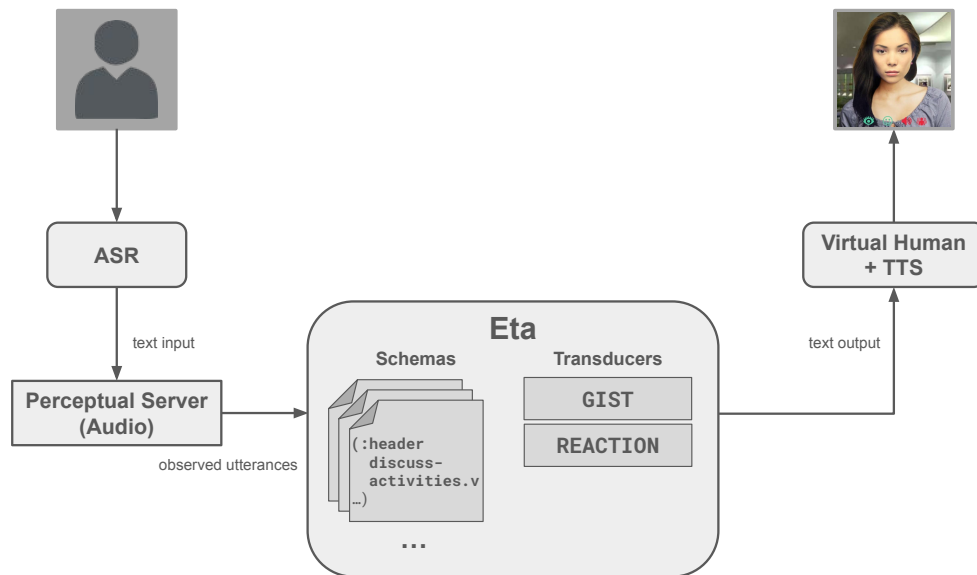 ASR
Virtual Human
+ TTS
text input
text output
Eta
Schemas
Transducers
Perceptual Server
(Audio)
observed utterances
(:header
discuss-
activities.v
…)
...
GIST
REACTION